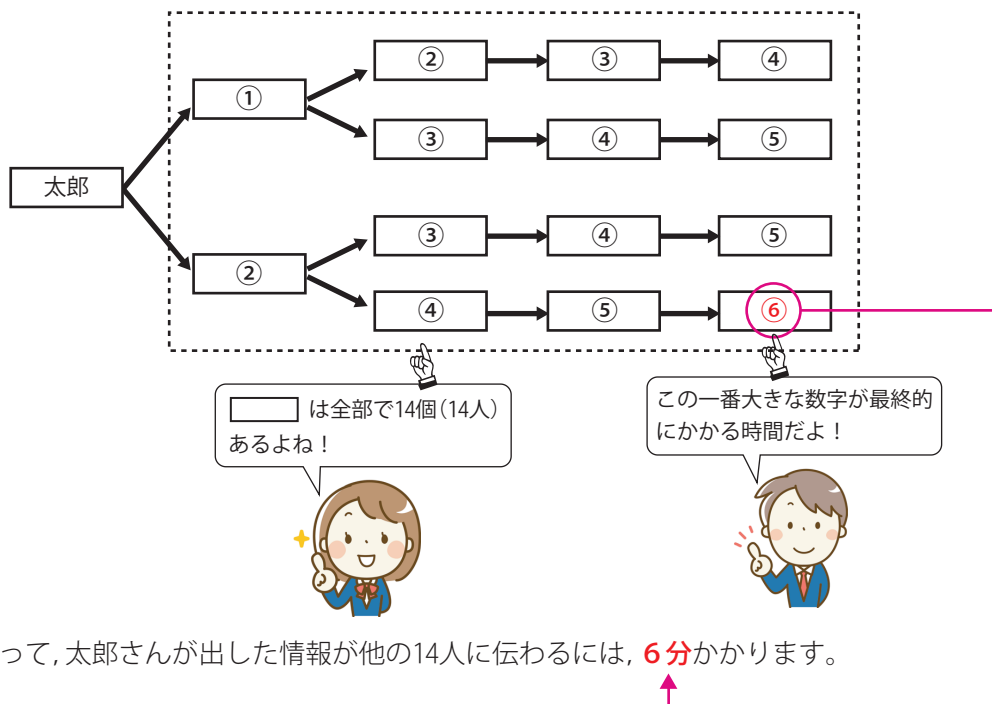 ② ③ ④
①
③ ④ ⑤
太郎
③ ④ ⑤
②
④ ⑤ ⑥
は全部で14個(14人)
あるよね!
この一番大きな数字が最終的
にかかる時間だよ!
って,太郎さんが出した情報が他の14人に伝わるには,6分かかります。